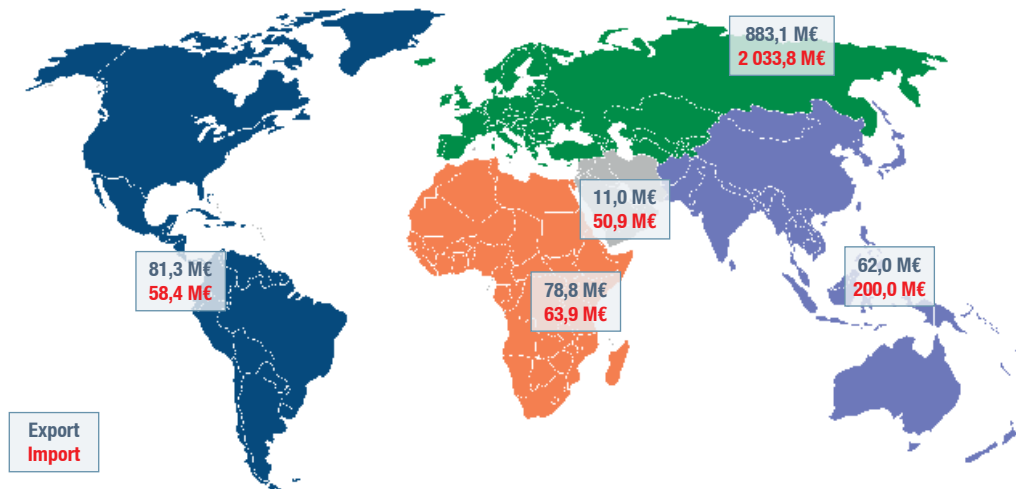 883,1 M€
2 033,8 M€
11,0 M€
50,9 M€
81,3 M€
58,4 M€
78,8 M€
63,9 M€
62,0 M€
200,0 M€
Export
Import